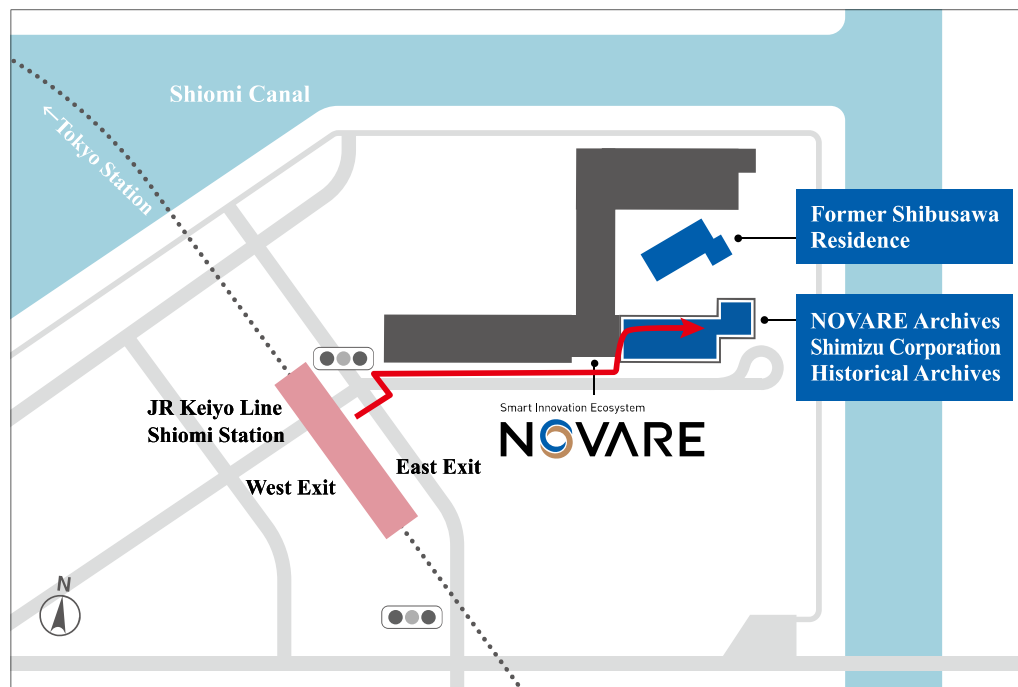 Shiomi Canal
←Tokyo Station
Former Shibusawa
Residence
NOVARE Archives
Shimizu Corporation
Historical Archives
JR Keiyo Line
Shiomi Station
East Exit
West Exit
Smart Innovation Ecosystem
NOVARE
N